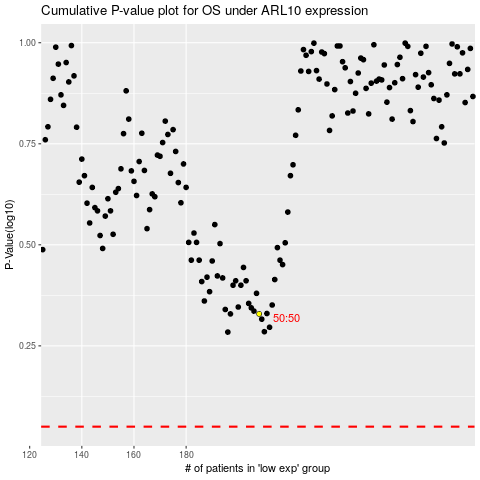 Cumulative P-value plot for OS under ARL10 expression
P-Value(log10)
1.00
0.75
0.50
0.25
50:50
120 140 160 180
# of patients in 'low exp' group